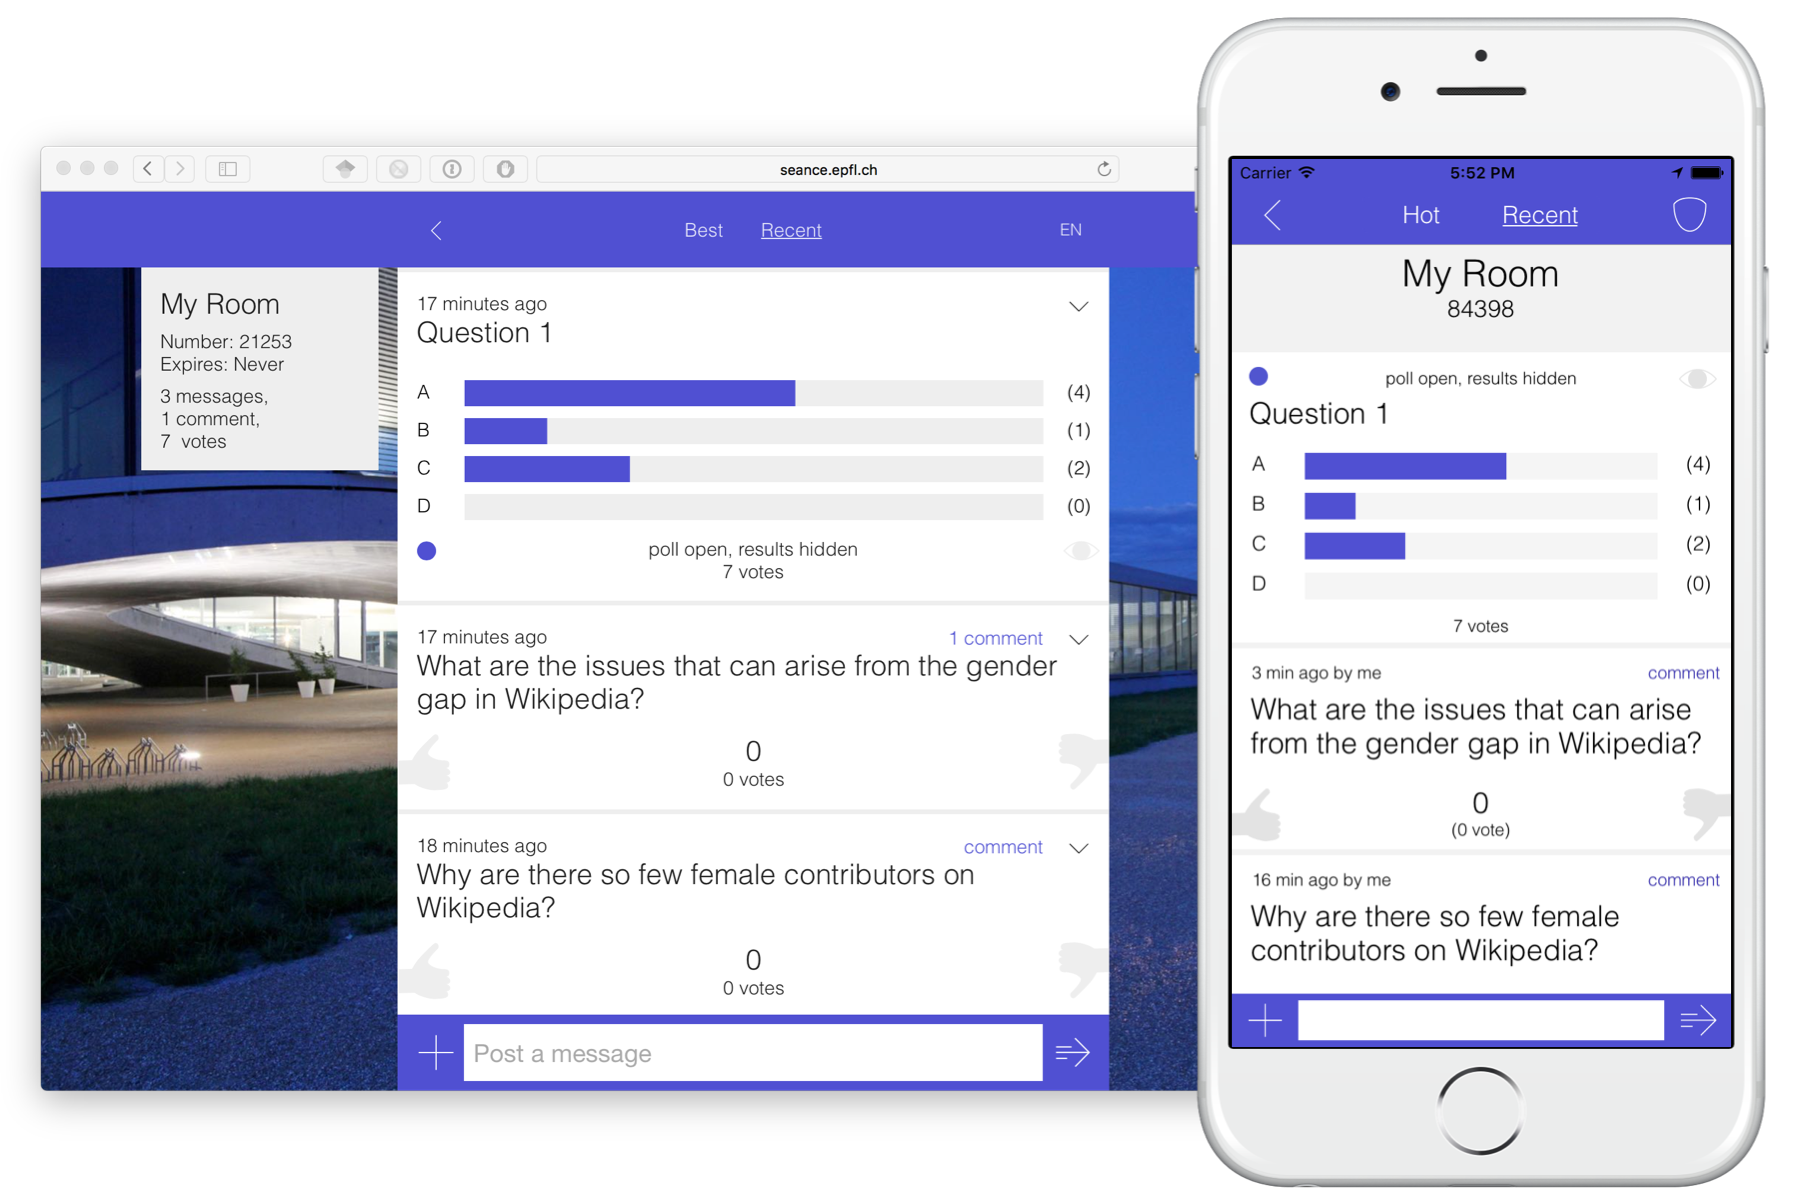 seance.epfl.ch
Best Recent EN
My Room
Number: 21253
Expires: Never
3 messages,
1 comment,
7 votes
17 minutes ago
Question 1
A (4)
B (1)
C (2)
D (0)
poll open, results hidden
7 votes
17 minutes ago 1 comment
What are the issues that can arise from the gender
gap in Wikipedia?
0
0 votes
18 minutes ago comment
Why are there so few female contributors on
Wikipedia?
0
0 votes
Post a message
Carrier 5:52 PM
Hot Recent
My Room
84398
poll open, results hidden
Question 1
A (4)
B (1)
C (2)
D (0)
7 votes
3 min ago by me comment
What are the issues that can arise
from the gender gap in Wikipedia?
0
(0 vote)
16 min ago by me comment
Why are there so few female
contributors on Wikipedia?